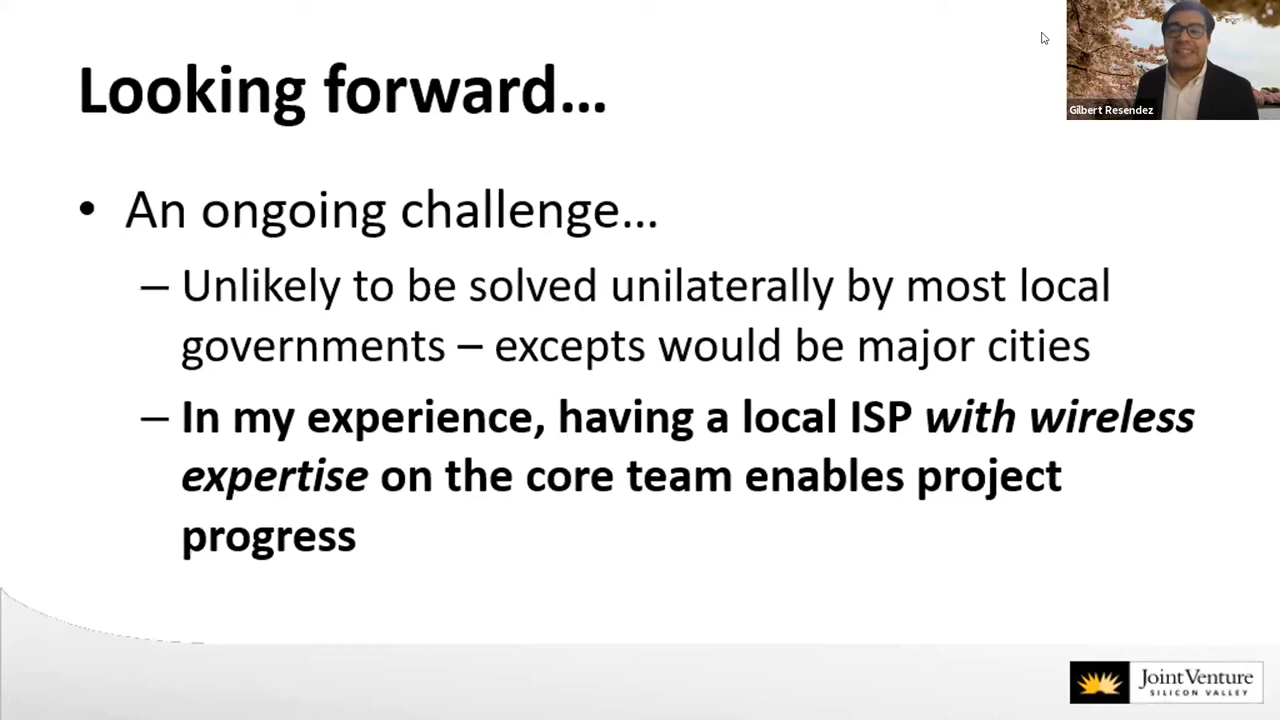 Looking forward...
Gilbert Resendez
• An ongoing challenge...
– Unlikely to be solved unilaterally by most local
governments – excepts would be major cities
– In my experience, having a local ISP with wireless
expertise on the core team enables project
progress
Joint Venture
SILICON VALLEY